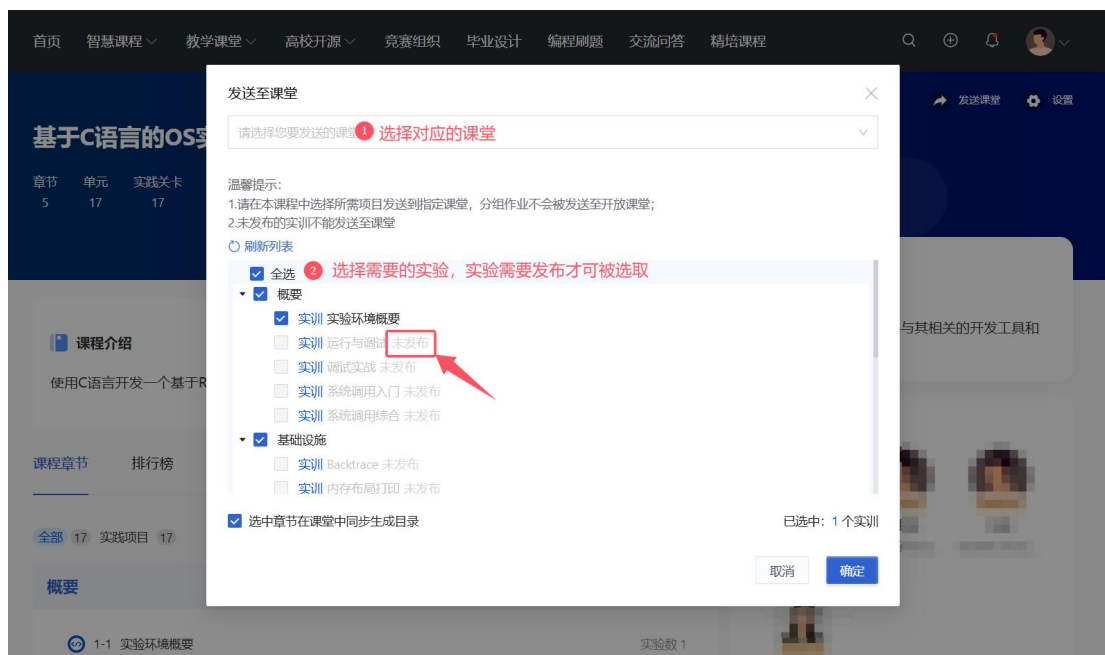 首页 智慧课程 教学课堂 高校开源 竞赛组织 毕业设计 编程刷题 交流问答 精培课程
发送至课堂
发送课堂 设置
基于C语言的OS实
请选择您要发送的课堂 1 选择对应的课堂
章节 单元 实践关卡
5 17 17
温馨提示:
1.请在本课程中选择所需项目发送到指定课堂，分组作业不会被发送至开放课堂；
2.未发布的实训不能发送至课堂
刷新列表
全选 2 选择需要的实验，实验需要发布才可被选取
概要
实训 实验环境概要
实训 运行与调试 未发布
实训 调试实战 未发布
实训 系统调用入门 未发布
实训 系统调用综合 未发布
基础设施
实训 Backtrace 未发布
实训 内存布局打印 未发布
选中章节在课堂中同步生成目录 已选中：1 个实训
取消 确定
课程介绍
使用C语言开发一个基于R
与其相关的开发工具和
课程章节 排行榜
全部 17 实践项目 17
概要
1-1 实验环境概要 实验数 1